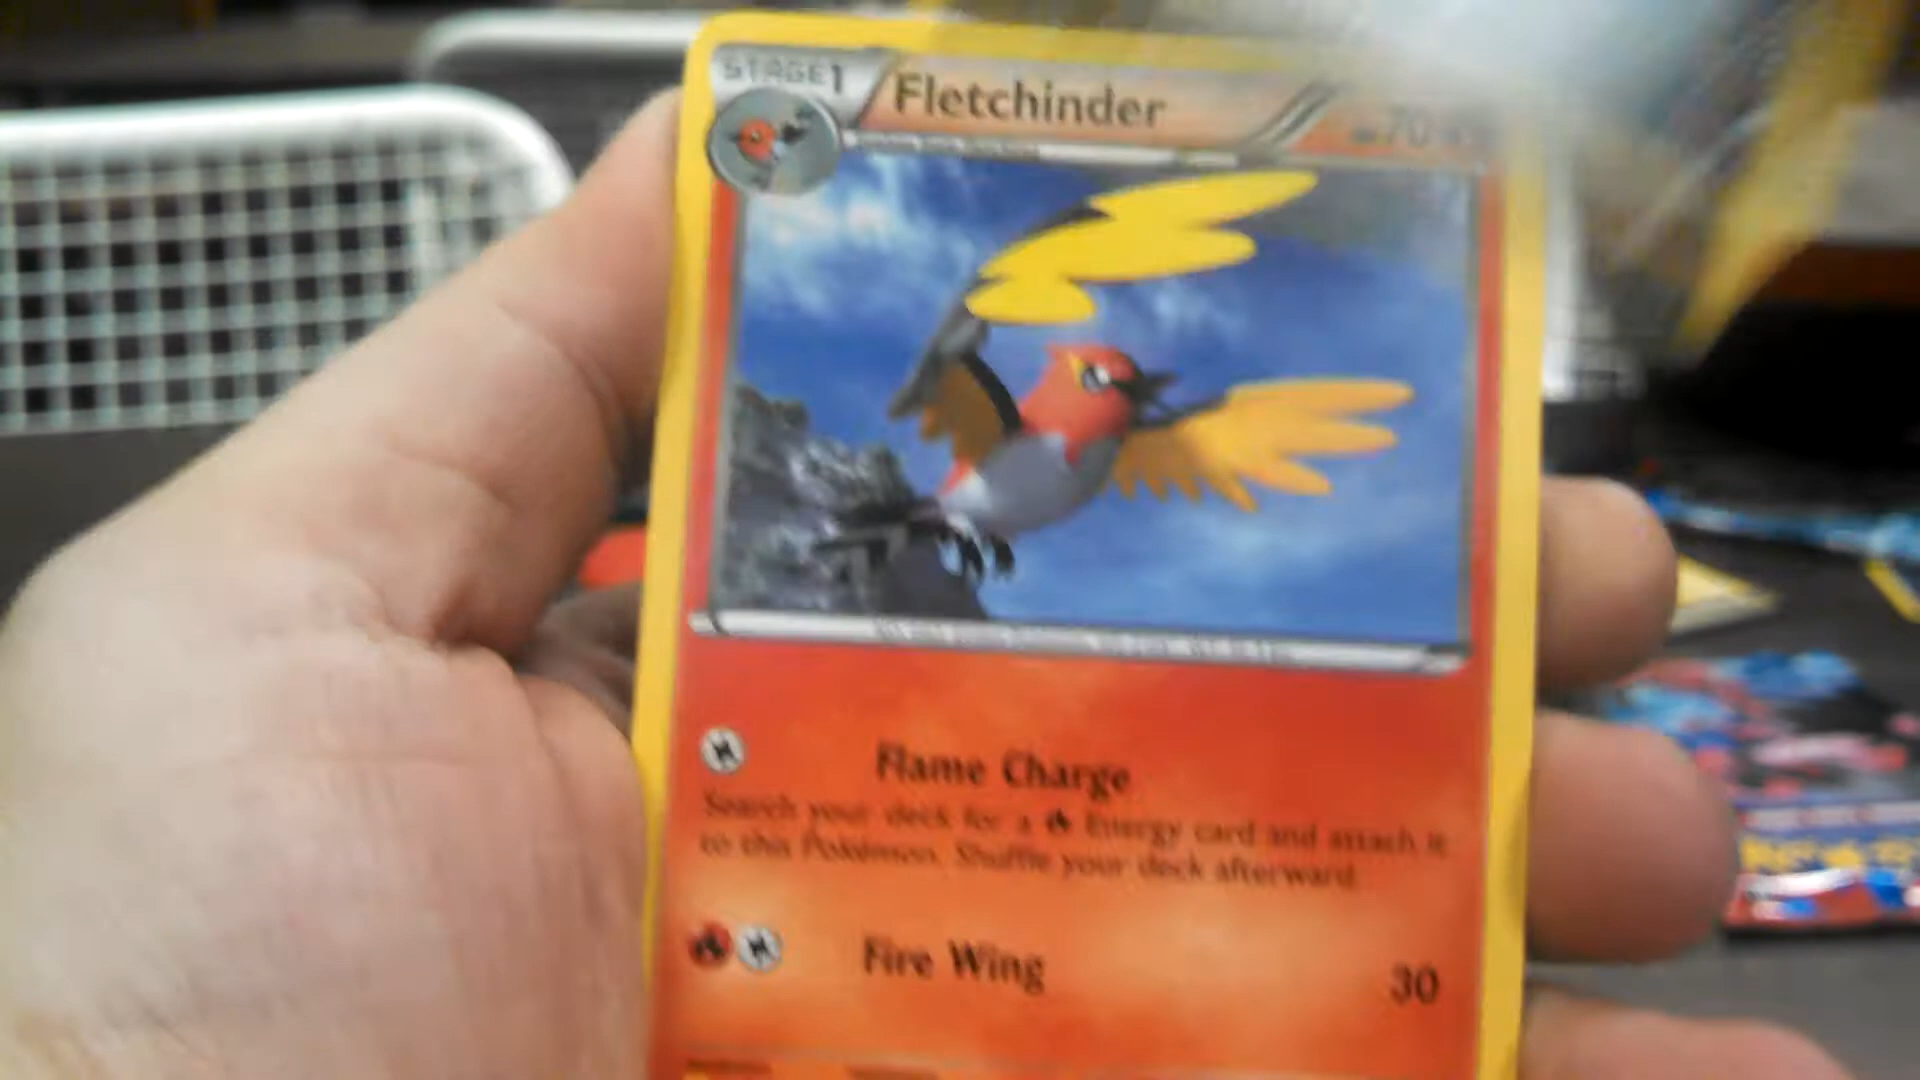 STAGE1
Fletchinder
70
Flame Charge
Search your deck for a Energy card and attach it
to this Pokémon. Shuffle your deck afterward.
Fire Wing
30